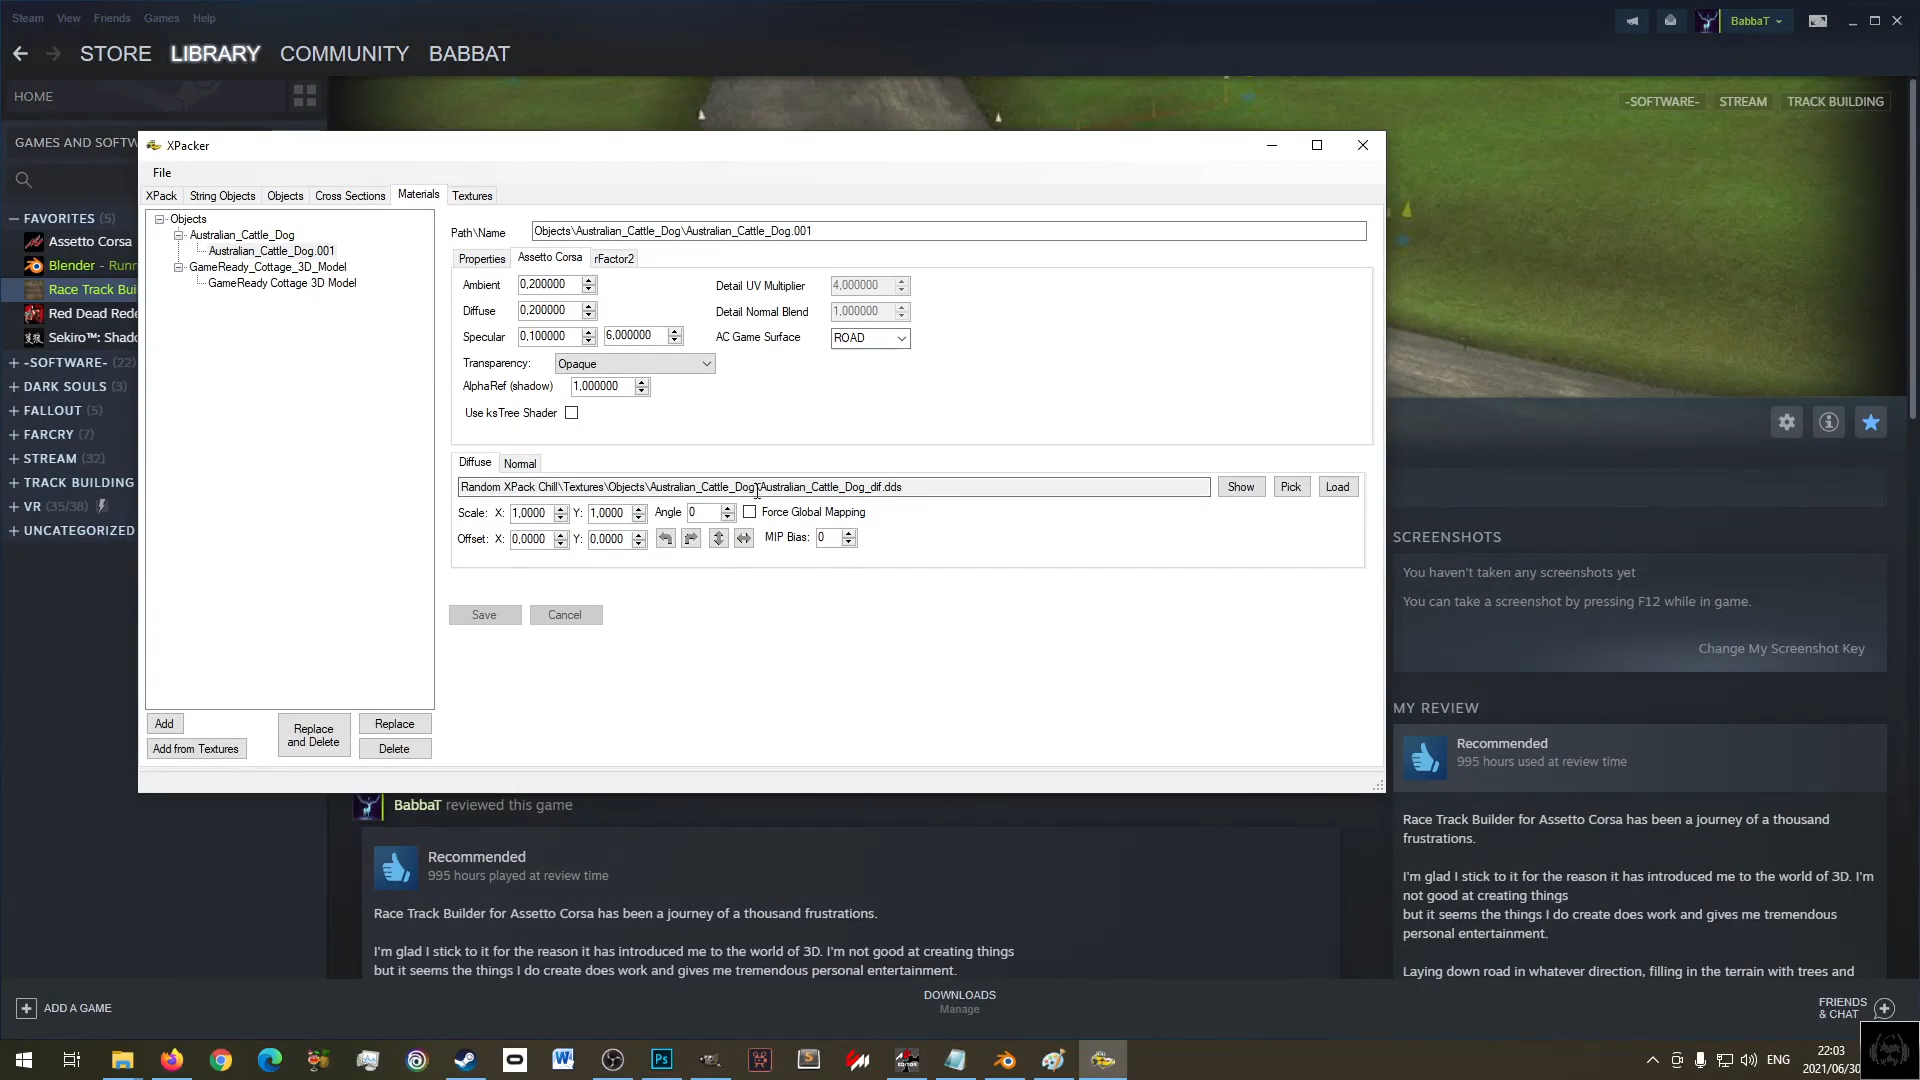 Steam View Friends Games Help
BabbaT
STORE LIBRARY COMMUNITY BABBAT
HOME
-SOFTWARE- STREAM TRACK BUILDING
GAMES AND SOFTW
XPacker
File
XPack String Objects Objects Cross Sections Materials Textures
FAVORITES (5)
Assetto Corsa
Blender - Runn
Race Track Bui
Red Dead Rede
Sekiro™: Shado
-SOFTWARE- (22)
DARK SOULS (3)
FALLOUT (5)
FARCRY (7)
STREAM (32)
TRACK BUILDING
VR (35/38)
UNCATEGORIZED
Objects
Australian_Cattle_Dog
Australian_Cattle_Dog.001
GameReady_Cottage_3D_Model
GameReady Cottage 3D Model
Path\Name Objects\Australian_Cattle_Dog\Australian_Cattle_Dog.001
Properties Assetto Corsa rFactor2
Ambient 0,200000 Detail UV Multiplier 4,000000
Diffuse 0,200000 Detail Normal Blend 1,000000
Specular 0,100000 6,000000 AC Game Surface ROAD
Transparency: Opaque
AlphaRef (shadow) 1,000000
Use ksTree Shader
Diffuse Normal
Random XPack Chill\Textures\Objects\Australian_Cattle_Dog\Australian_Cattle_Dog_dif.dds Show Pick Load
Scale: X: 1,0000 Y: 1,0000 Angle 0 Force Global Mapping
Offset: X: 0,0000 Y: 0,0000 MIP Bias: 0
Save Cancel
Add Replace and Delete Replace
Add from Textures Delete
SCREENSHOTS
You haven't taken any screenshots yet
You can take a screenshot by pressing F12 while in game.
Change My Screenshot Key
MY REVIEW
Recommended
995 hours used at review time
Race Track Builder for Assetto Corsa has been a journey of a thousand
frustrations.
I'm glad I stick to it for the reason it has introduced me to the world of 3D. I'm
not good at creating things
but it seems the things I do create does work and gives me tremendous
personal entertainment.
Laying down road in whatever direction, filling in the terrain with trees and
BabbaT reviewed this game
Recommended
995 hours played at review time
Race Track Builder for Assetto Corsa has been a journey of a thousand frustrations.
I'm glad I stick to it for the reason it has introduced me to the world of 3D. I'm not good at creating things
but it seems the things I do create does work and gives me tremendous personal entertainment.
ADD A GAME
DOWNLOADS
Manage
FRIENDS
& CHAT
ENG
22:03
2021/06/30